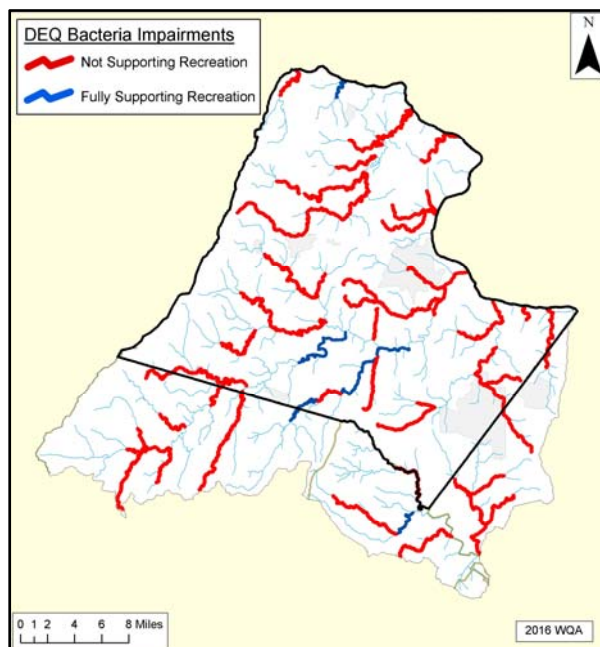 DEQ Bacteria Impairments
Not Supporting Recreation
Fully Supporting Recreation
N
0 1 2 4 6 8 Miles
2016 WQA